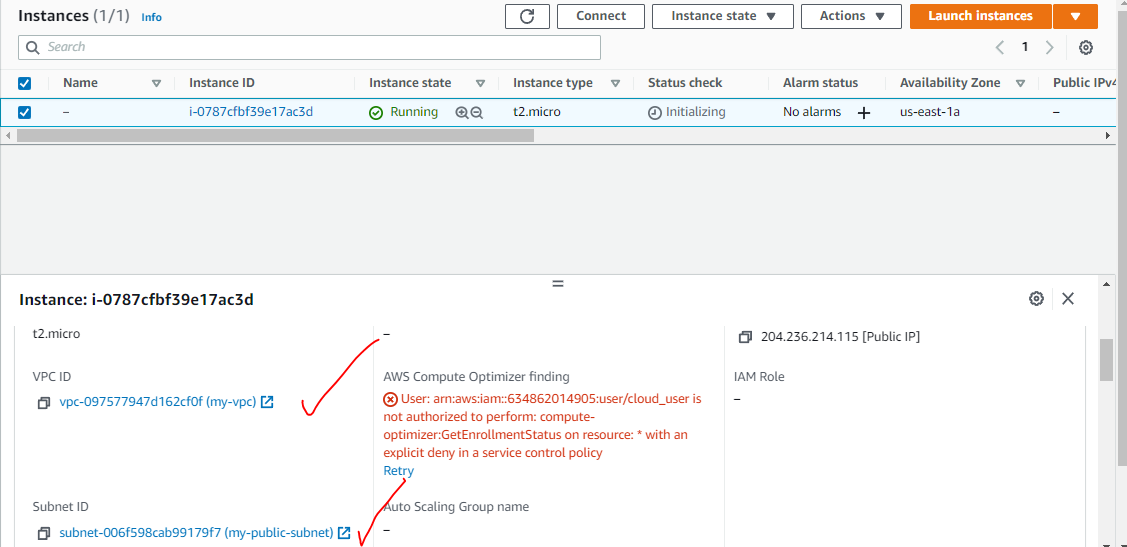 Instances (1/1) Info
Connect
Instance state
Actions
Launch instances
Search
1
Name
Instance ID
Instance state
Instance type
Status check
Alarm status
Availability Zone
Public IPv4
–
i-0787cfbf39e17ac3d
Running
t2.micro
Initializing
No alarms
us-east-1a
–
Instance: i-0787cfbf39e17ac3d
t2.micro
–
204.236.214.115 [Public IP]
VPC ID
vpc-097577947d162cf0f (my-vpc)
AWS Compute Optimizer finding
User: arn:aws:iam::634862014905:user/cloud_user is
not authorized to perform: compute-
optimizer:GetEnrollmentStatus on resource: * with an
explicit deny in a service control policy
Retry
IAM Role
–
Subnet ID
subnet-006f598cab99179f7 (my-public-subnet)
Auto Scaling Group name
–